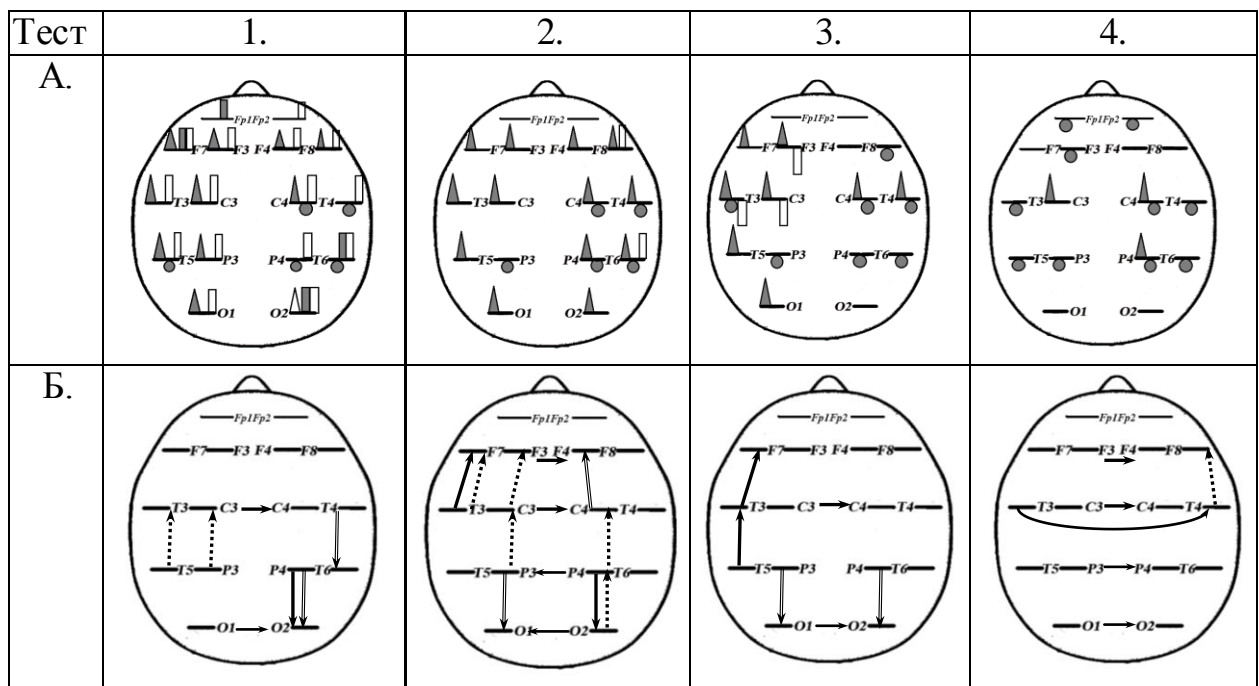 Тест 1. 2. 3. 4.
А.
Fp1Fp2 Fp1Fp2 Fp1Fp2 Fp1Fp2
F7 F3 F4 F8 F7 F3 F4 F8 F7 F3 F4 F8 F7 F3 F4 F8
T3 C3 C4 T4 T3 C3 C4 T4 T3 C3 C4 T4 T3 C3 C4 T4
T5 P3 P4 T6 T5 P3 P4 T6 T5 P3 P4 T6 T5 P3 P4 T6
O1 O2 O1 O2 O1 O2 O1 O2
Б.
Fp1Fp2 Fp1Fp2 Fp1Fp2 Fp1Fp2
F7 F3 F4 F8 F7 F3 F4 F8 F7 F3 F4 F8 F7 F3 F4 F8
T3 C3 C4 T4 T3 C3 C4 T4 T3 C3 C4 T4 T3 C3 C4 T4
T5 P3 P4 T6 T5 P3 P4 T6 T5 P3 P4 T6 T5 P3 P4 T6
O1 O2 O1 O2 O1 O2 O1 O2